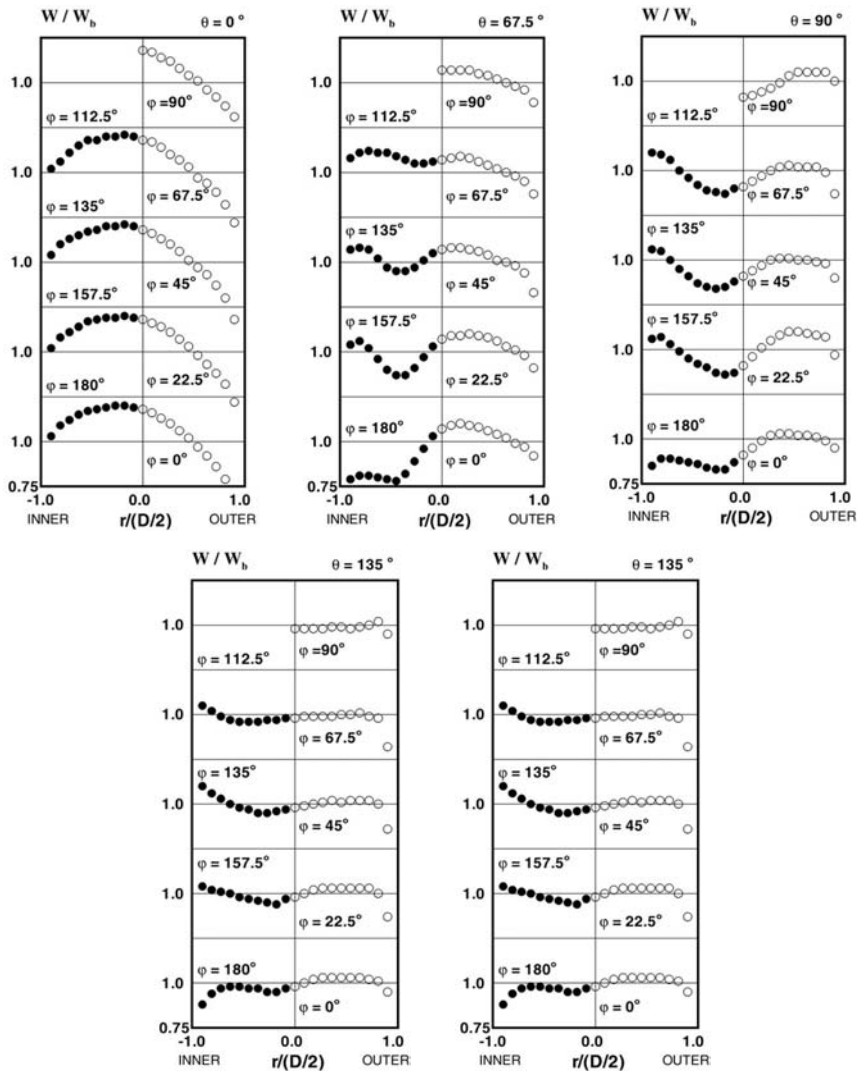 W / W_b θ = 0°
1.0 φ = 90°
φ = 112.5°
1.0
φ = 135° φ = 67.5°
1.0 φ = 45°
φ = 157.5°
1.0
φ = 180° φ = 22.5°
1.0
φ = 0°
0.75
-1.0 0.0 1.0
INNER r/(D/2) OUTER
W / W_b θ = 67.5°
1.0
φ = 90°
φ = 112.5°
1.0
φ = 67.5°
φ = 135°
1.0
φ = 45°
φ = 157.5°
1.0
φ = 22.5°
φ = 180°
1.0
φ = 0°
0.75
-1.0 0.0 1.0
INNER r/(D/2) OUTER
W / W_b θ = 90°
1.0
φ = 90°
φ = 112.5°
1.0
φ = 67.5°
φ = 135°
1.0
φ = 45°
φ = 157.5°
1.0
φ = 22.5°
φ = 180°
1.0
φ = 0°
0.75
-1.0 0.0 1.0
INNER r/(D/2) OUTER
W / W_b θ = 135°
1.0
φ = 112.5° φ =90°
1.0
φ = 67.5°
φ = 135°
1.0
φ = 45°
φ = 157.5°
1.0
φ = 22.5°
φ = 180°
1.0
φ = 0°
0.75
-1.0 0.0 1.0
INNER r/(D/2) OUTER
W / W_b θ = 135°
1.0
φ = 112.5° φ =90°
1.0
φ = 67.5°
φ = 135°
1.0
φ = 45°
φ = 157.5°
1.0
φ = 22.5°
φ = 180°
1.0
φ = 0°
0.75
-1.0 0.0 1.0
INNER r/(D/2) OUTER